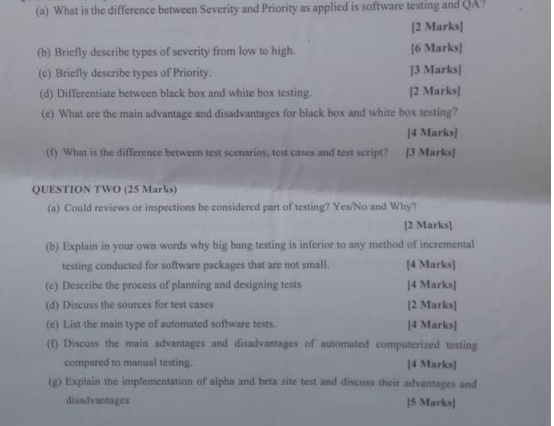 (a) What is the difference between Severity and Priority as applied is software testing and QA?
[2 Marks]
(b) Briefly describe types of severity from low to high. [6 Marks]
(c) Briefly describe types of Priority. [3 Marks]
(d) Differentiate between black box and white box testing. [2 Marks]
(e) What are the main advantage and disadvantages for black box and white box testing?
[4 Marks]
(f) What is the difference between test scenarios, test cases and test script? [3 Marks]
QUESTION TWO (25 Marks)
(a) Could reviews or inspections be considered part of testing? Yes/No and Why?
[2 Marks]
(b) Explain in your own words why big bang testing is inferior to any method of incremental
testing conducted for software packages that are not small. [4 Marks]
(c) Describe the process of planning and designing tests [4 Marks]
(d) Discuss the sources for test cases [2 Marks]
(e) List the main type of automated software tests. [4 Marks]
(f) Discuss the main advantages and disadvantages of automated computerized testing
compared to manual testing. [4 Marks]
(g) Explain the implementation of alpha and beta site test and discuss their advantages and
disadvantages [5 Marks]